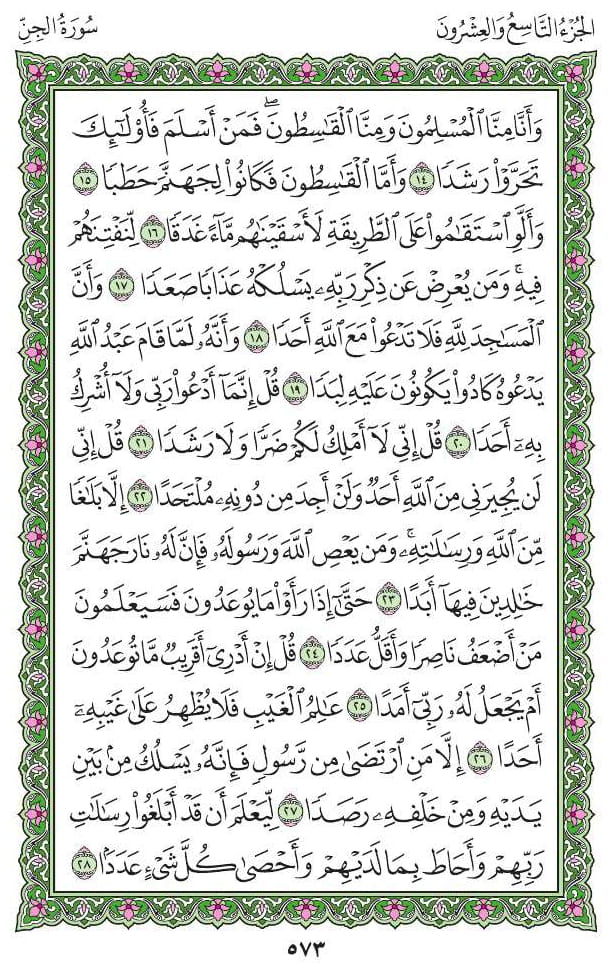 الجُزْءُ التَّاسِعُ وَالعِشْرُونَ
سُورَةُ الجِنِّ
وَأَنَّا مِنَّا ٱلْمُسْلِمُونَ وَمِنَّا ٱلْقَٰسِطُونَۖ فَمَنْ أَسْلَمَ فَأُوْلَٰٓئِكَ
تَحَرَّوْاْ رَشَدٗا ١٤ وَأَمَّا ٱلْقَٰسِطُونَ فَكَانُواْ لِجَهَنَّمَ حَطَبٗا ١٥
وَأَلَّوِ ٱسْتَقَٰمُواْ عَلَى ٱلطَّرِيقَةِ لَأَسْقَيْنَٰهُم مَّآءً غَدَقٗا ١٦ لِّنَفْتِنَهُمْ
فِيهِۚ وَمَن يُعْرِضْ عَن ذِكْرِ رَبِّهِۦ يَسْلُكْهُ عَذَابٗا صَعَدٗا ١٧ وَأَنَّ
ٱلْمَسَٰجِدَ لِلَّهِ فَلَا تَدْعُواْ مَعَ ٱللَّهِ أَحَدٗا ١٨ وَأَنَّهُۥ لَمَّا قَامَ عَبْدُ ٱللَّهِ
يَدْعُوهُ كَادُواْ يَكُونُونَ عَلَيْهِ لِبَدٗا ١٩ قُلْ إِنَّمَآ أَدْعُواْ رَبِّي وَلَآ أُشْرِكُ
بِهِۦٓ أَحَدٗا ٢٠ قُلْ إِنِّي لَآ أَمْلِكُ لَكُمْ ضَرّٗا وَلَا رَشَدٗا ٢١ قُلْ إِنِّي
لَن يُجِيرَنِي مِنَ ٱللَّهِ أَحَدٞ وَلَنْ أَجِدَ مِن دُونِهِۦ مُلْتَحَدًا ٢٢ إِلَّا بَلَٰغٗا
مِّنَ ٱللَّهِ وَرِسَٰلَٰتِهِۦۚ وَمَن يَعْصِ ٱللَّهَ وَرَسُولَهُۥ فَإِنَّ لَهُۥ نَارَ جَهَنَّمَ
خَٰلِدِينَ فِيهَآ أَبَدًا ٢٣ حَتَّىٰٓ إِذَا رَأَوْاْ مَا يُوعَدُونَ فَسَيَعْلَمُونَ
مَنْ أَضْعَفُ نَاصِرٗا وَأَقَلُّ عَدَدٗا ٢٤ قُلْ إِنْ أَدْرِيٓ أَقَرِيبٞ مَّا تُوعَدُونَ
أَمْ يَجْعَلُ لَهُۥ رَبِّيٓ أَمَدًا ٢٥ عَٰلِمُ ٱلْغَيْبِ فَلَا يُظْهِرُ عَلَىٰ غَيْبِهِۦٓ
أَحَدًا ٢٦ إِلَّا مَنِ ٱرْتَضَىٰ مِن رَّسُولٖ فَإِنَّهُۥ يَسْلُكُ مِنۢ بَيْنِ
يَدَيْهِ وَمِنْ خَلْفِهِۦ رَصَدٗا ٢٧ لِّيَعْلَمَ أَن قَدْ أَبْلَغُواْ رِسَٰلَٰتِ
رَبِّهِمْ وَأَحَاطَ بِمَا لَدَيْهِمْ وَأَحْصَىٰ كُلَّ شَيْءٍ عَدَدَۢا ٢٨
٥٧٣